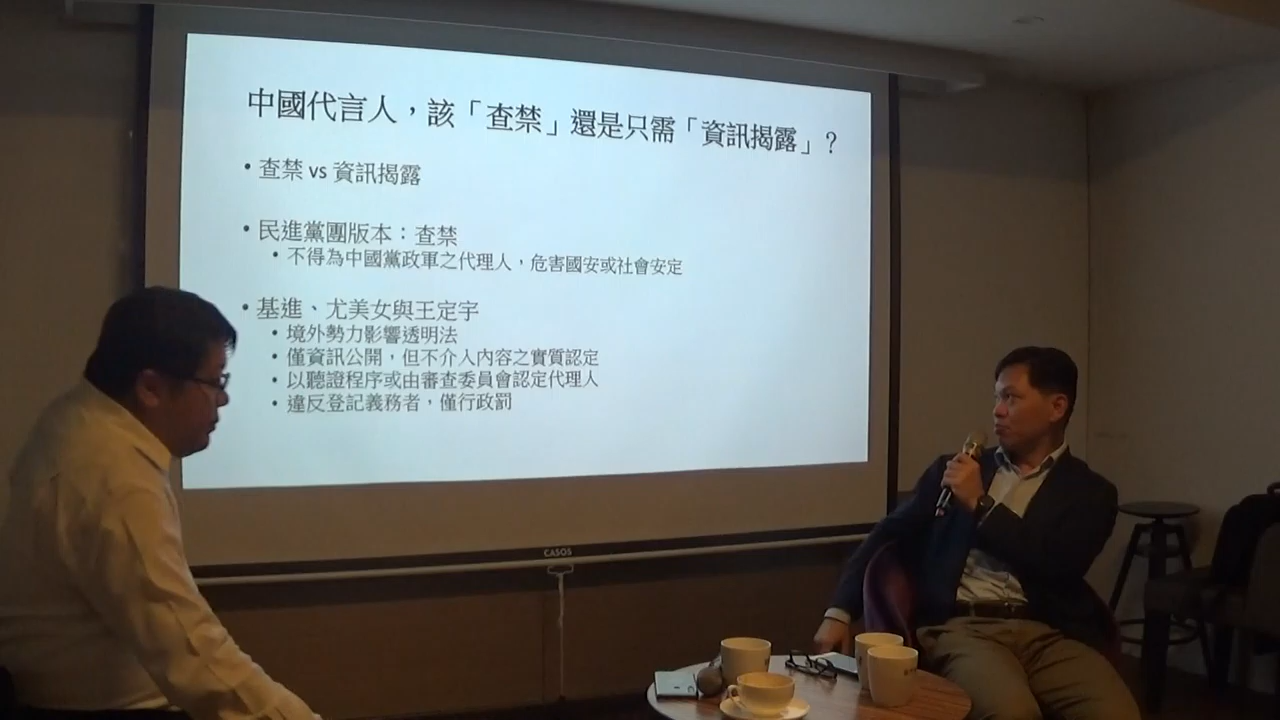 中國代言人，該「查禁」還是只需「資訊揭露」？
• 查禁 vs 資訊揭露
• 民進黨團版本：查禁
• 不得為中國黨政軍之代理人，危害國安或社會安定
• 基進、尤美女與王定宇
• 境外勢力影響透明法
• 僅資訊公開，但不介入內容之實質認定
• 以聽證程序或由審查委員會認定代理人
• 違反登記義務者，僅行政罰
CASOS